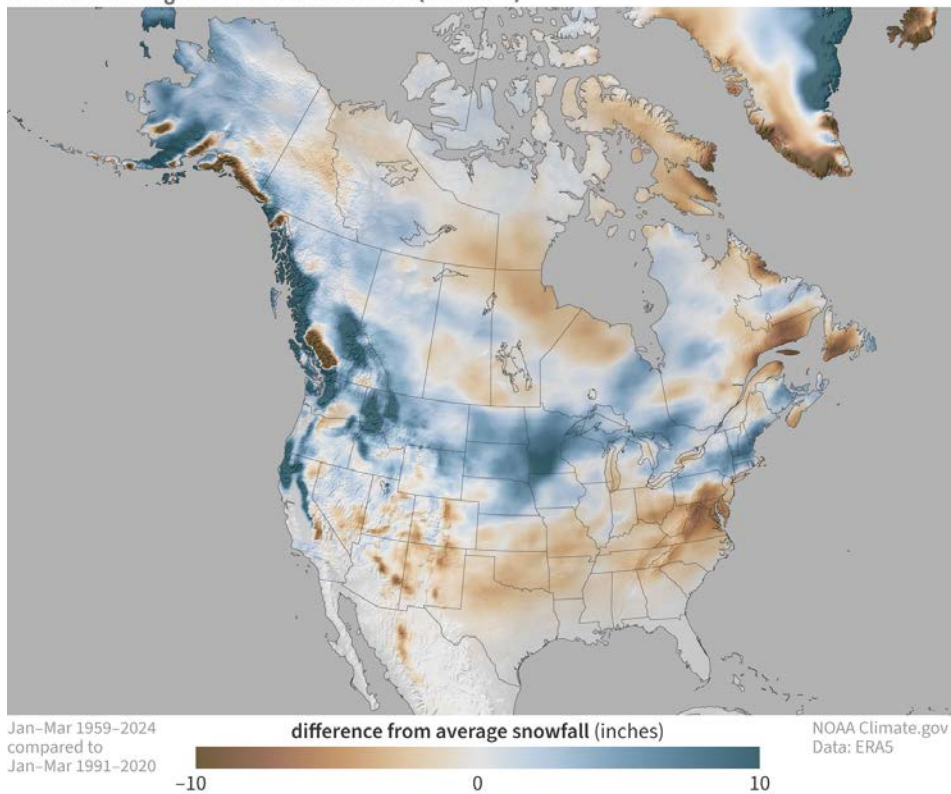 Jan–Mar 1959–2024
compared to
Jan–Mar 1991–2020
difference from average snowfall (inches)
–10
0
10
NOAA Climate.gov
Data: ERA5